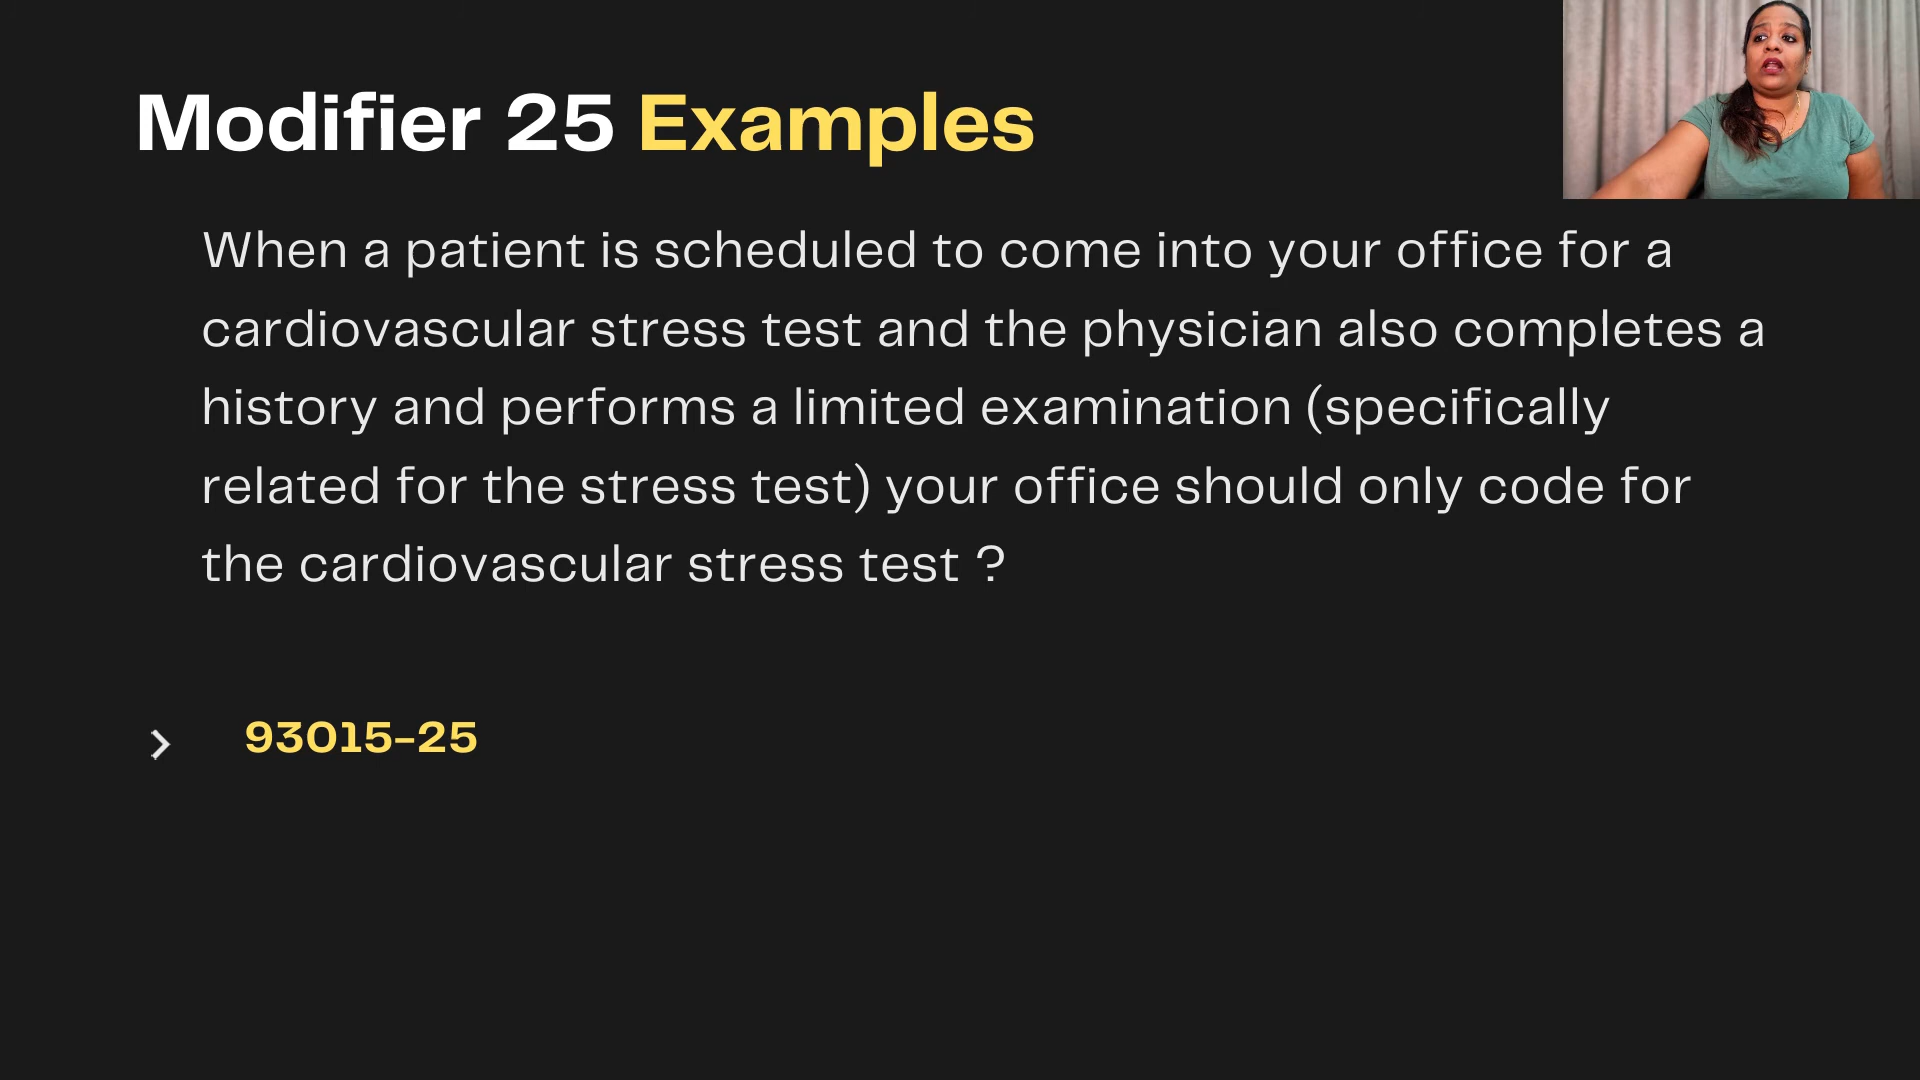 Modifier 25 Examples
When a patient is scheduled to come into your office for a
cardiovascular stress test and the physician also completes a
history and performs a limited examination (specifically
related for the stress test) your office should only code for
the cardiovascular stress test ?
93015-25